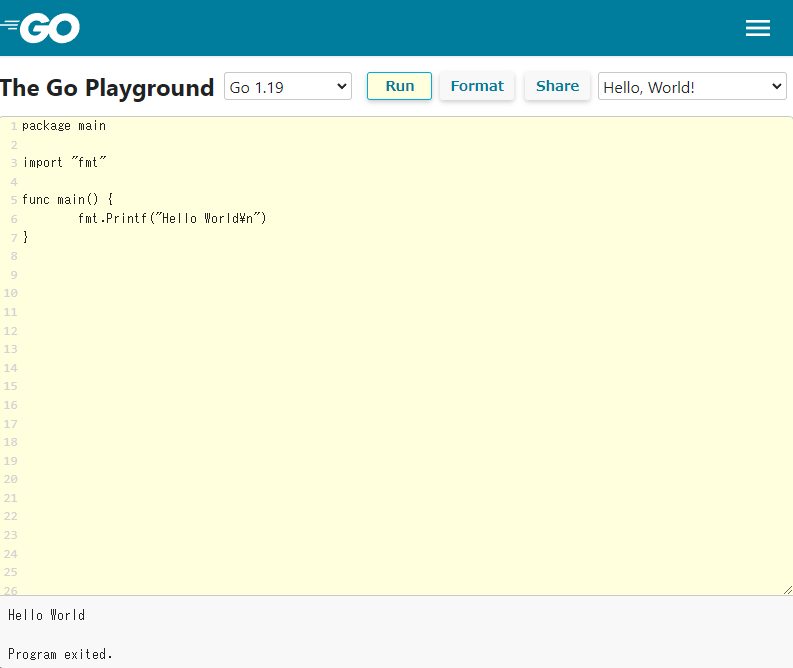 GO
The Go Playground Go 1.19 Run Format Share Hello, World!
1 package main
2
3 import "fmt"
4
5 func main() {
6 fmt.Printf("Hello World¥n")
7 }
8
9
10
11
12
13
14
15
16
17
18
19
20
21
22
23
24
25
26
Hello World
Program exited.